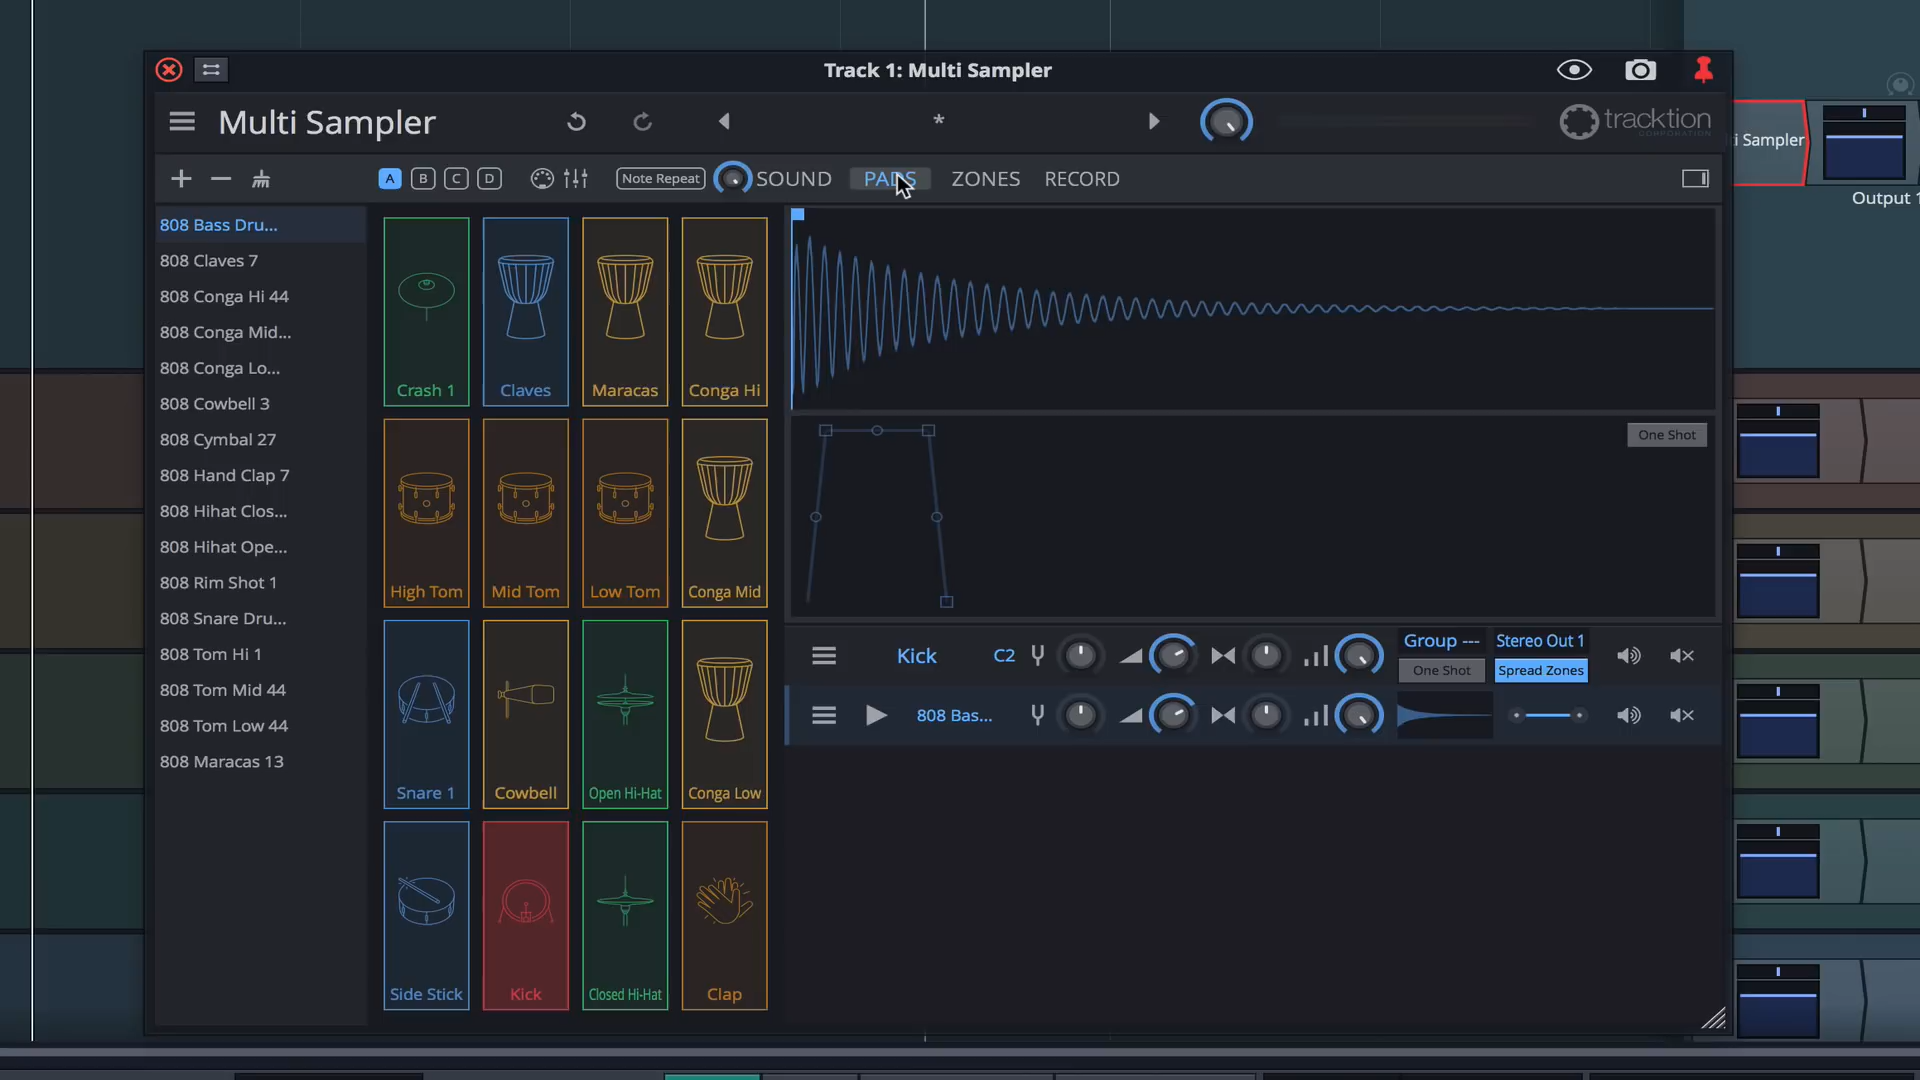 Track 1: Multi Sampler
Multi Sampler
*
tracktion
CORPORATION
A B C D
Note Repeat
SOUND
PADS
ZONES
RECORD
808 Bass Dru...
808 Claves 7
808 Conga Hi 44
808 Conga Mid...
808 Conga Lo...
808 Cowbell 3
808 Cymbal 27
808 Hand Clap 7
808 Hihat Clos...
808 Hihat Ope...
808 Rim Shot 1
808 Snare Dru...
808 Tom Hi 1
808 Tom Mid 44
808 Tom Low 44
808 Maracas 13
Crash 1
Claves
Maracas
Conga Hi
High Tom
Mid Tom
Low Tom
Conga Mid
Snare 1
Cowbell
Open Hi-Hat
Conga Low
Side Stick
Kick
Closed Hi-Hat
Clap
One Shot
Kick
C2
Group ---
One Shot
Stereo Out 1
Spread Zones
808 Bas...
ti Sampler
Output 1